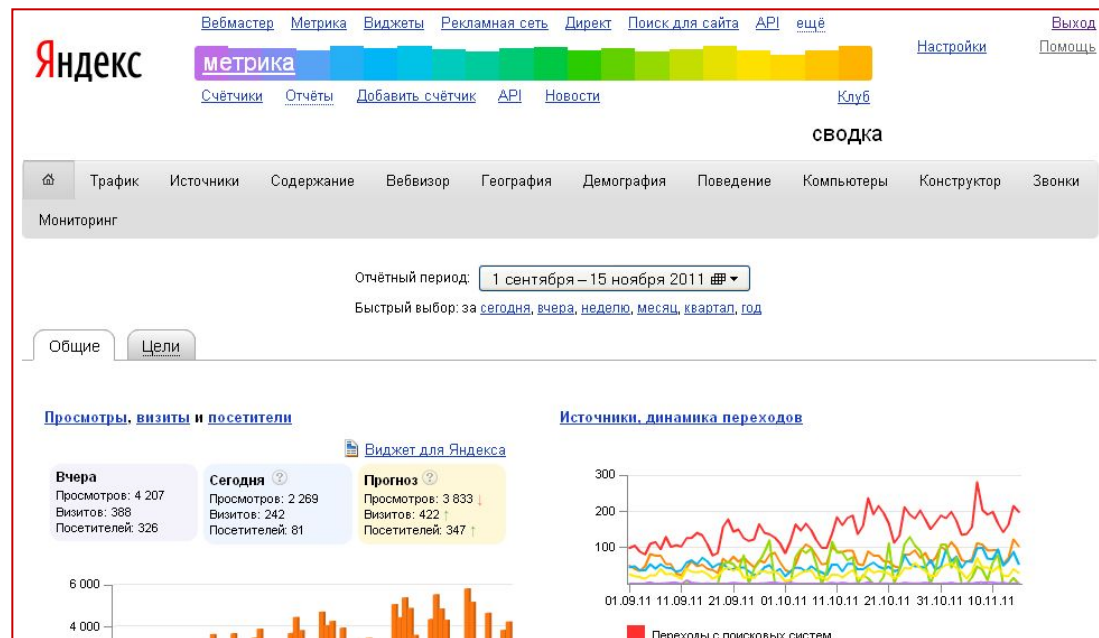 Вебмастер Метрика Виджеты Рекламная сеть Директ Поиск для сайта API ещё Выход
Яндекс
метрика
Настройки Помощь
Счётчики Отчёты Добавить счётчик API Новости Клуб
сводка
Трафик Источники Содержание Вебвизор География Демография Поведение Компьютеры Конструктор Звонки
Мониторинг
Отчётный период: 1 сентября – 15 ноября 2011
Быстрый выбор: за сегодня, вчера, неделю, месяц, квартал, год
Общие Цели
Просмотры, визиты и посетители
Виджет для Яндекса
Вчера
Просмотров: 4 207
Визитов: 388
Посетителей: 326
Сегодня ?
Просмотров: 2 269
Визитов: 242
Посетителей: 81
Прогноз ?
Просмотров: 3 833 ↓
Визитов: 422 ↑
Посетителей: 347 ↑
6 000
4 000
Источники, динамика переходов
300
200
100
01.09.11 11.09.11 21.09.11 01.10.11 11.10.11 21.10.11 31.10.11 10.11.11
Переходы с поисковых систем